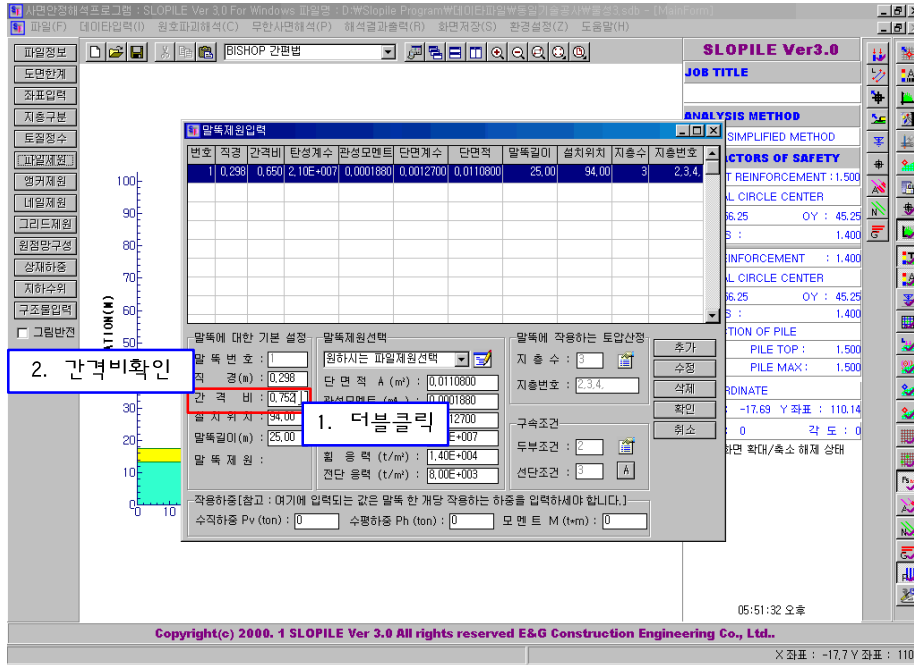 사면안정해석프로그램 : SLOPILE Ver 3,0 For Windows 파일명 : D:₩Slopile Program₩데이타파일₩동일기술공사₩물성3.sdb - [MainForm]
파일(F) 데이타입력(I) 원호파괴해석(C) 무한사면해석(P) 해석결과출력(R) 화면저장(S) 환경설정(Z) 도움말(H)
BISHOP 간편법
파일정보
도면한계
좌표입력
지층구분
토질정수
파일제원
앵커제원
네일제원
그리드제원
원점망구성
상재하중
지하수위
구조물입력
그림반전
SLOPILE Ver3.0
JOB TITLE
ANALYSIS METHOD
SIMPLIFIED METHOD
CTORS OF SAFETY
T REINFORCEMENT : 1.500
L CIRCLE CENTER
6.25 OY : 45.25
S : 1.400
INFORCEMENT : 1.400
L CIRCLE CENTER
6.25 OY : 45.25
S : 1.400
TION OF PILE
PILE TOP : 1.500
PILE MAX : 1.500
RDINATE
: -17.69 Y 좌표 : 110.14
: 0 각 도 : 0
화면 확대/축소 해제 상태
05:51:32 오후
말뚝제원입력
번호 직경 간격비 탄성계수 관성모멘트 단면계수 단면적 말뚝길이 설치위치 지층수 지층번호
1 0,298 0,650 2,10E+007 0,0001880 0,0012700 0,0110800 25,00 94,00 3 2,3,4,
말뚝에 대한 기본 설정
말 뚝 번 호 : 1
직 경(m) : 0,298
간 격 비 : 0,752
설 치 위 치 : 94,00
말뚝길이(m) : 25,00
말 뚝 제 원 :
말뚝제원선택
원하시는 파일제원선택
단 면 적 A (m²) : 0,0110800
관성모멘트 0001880
12700
E+007
휨 응 력 (t/m²) : 1,40E+004
전단 응력 (t/m²) : 8,00E+003
말뚝에 작용하는 토압산정
지 층 수 : 3
지층번호 : 2,3,4,
구속조건
두부조건 : 2
선단조건 : 3 A
추가
수정
삭제
확인
취소
작용하중[참고 : 여기에 입력되는 값은 말뚝 한 개당 작용하는 하중을 입력하세야 합니다.]
수직하중 Pv (ton) : 0 수평하중 Ph (ton) : 0 모 멘 트 M (t*m) : 0
2. 간격비확인
1. 더블클릭
100
90
80
70
60
50
30
20
10
0
0 10
ATION(M)
Copyright(c) 2000. 1 SLOPILE Ver 3.0 All rights reserved E&G Construction Engineering Co., Ltd..
X 좌표 : -17,7 Y 좌표 : 110